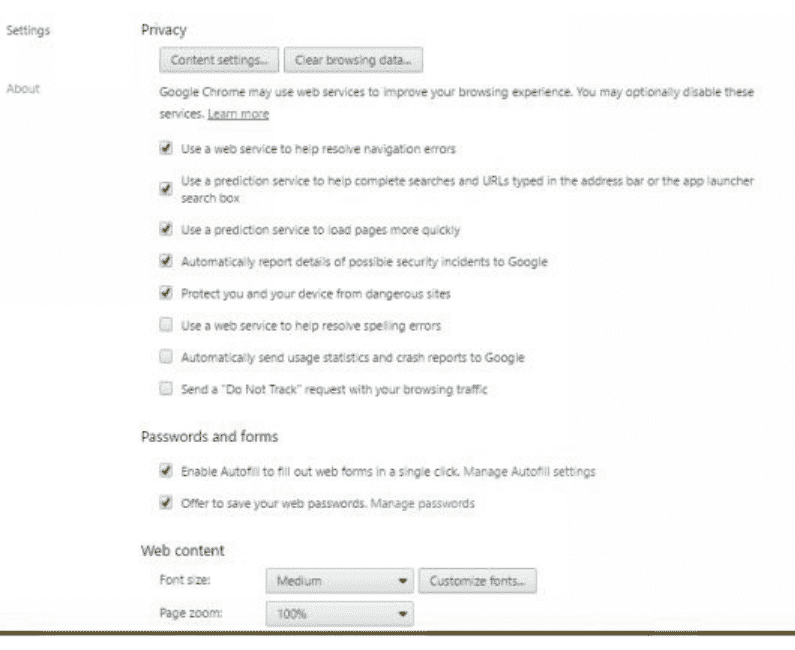 Settings
About
Privacy
Content settings...
Clear browsing data...
Google Chrome may use web services to improve your browsing experience. You may optionally disable these
services. Learn more
Use a web service to help resolve navigation errors
Use a prediction service to help complete searches and URLs typed in the address bar or the app launcher
search box
Use a prediction service to load pages more quickly
Automatically report details of possible security incidents to Google
Protect you and your device from dangerous sites
Use a web service to help resolve spelling errors
Automatically send usage statistics and crash reports to Google
Send a "Do Not Track" request with your browsing traffic
Passwords and forms
Enable Autofill to fill out web forms in a single click. Manage Autofill settings
Offer to save your web passwords. Manage passwords
Web content
Font size: Medium Customize fonts...
Page zoom: 100%